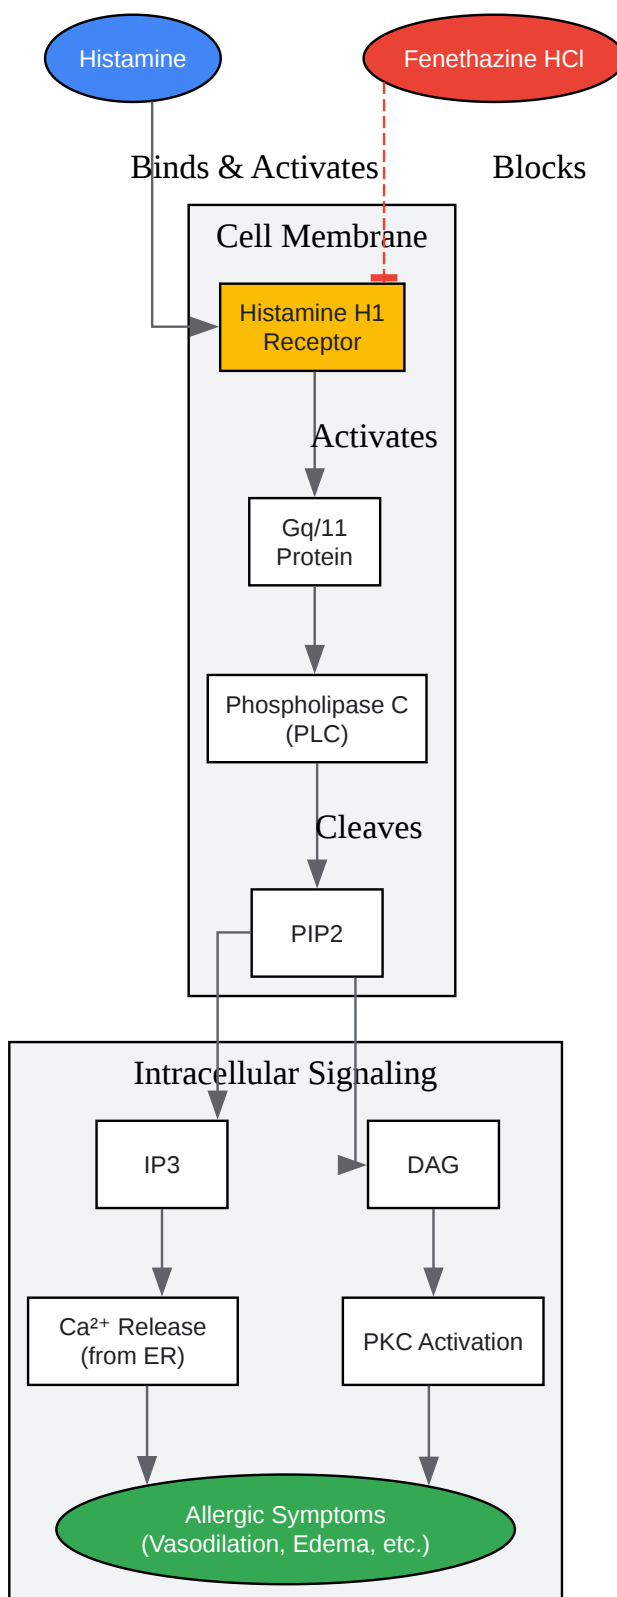 Histamine
Fenethazine HCl
Binds & Activates
Blocks
Cell Membrane
Histamine H1
Receptor
Activates
Gq/11
Protein
Phospholipase C
(PLC)
Cleaves
PIP2
Intracellular Signaling
IP3
DAG
Ca²⁺ Release
(from ER)
PKC Activation
Allergic Symptoms
(Vasodilation, Edema, etc.)